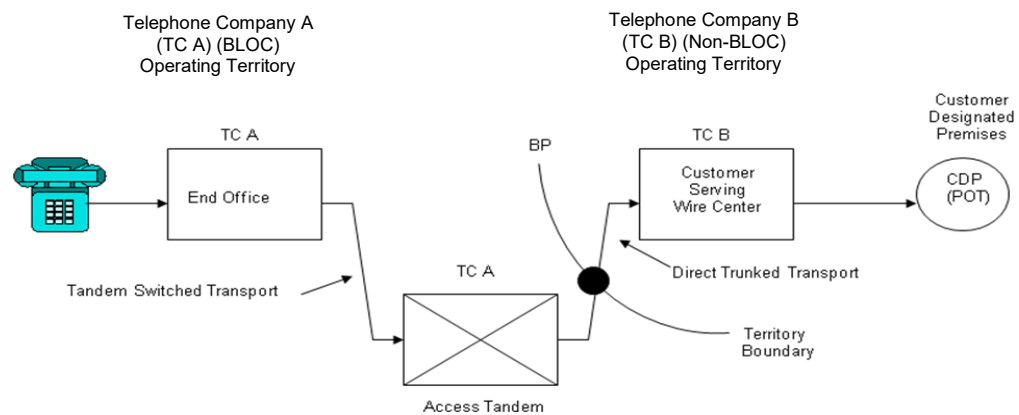 Telephone Company A
(TC A) (BLOC)
Operating Territory
Telephone Company B
(TC B) (Non-BLOC)
Operating Territory
Customer
Designated
Premises
TC A
BP
TC B
End Office
Customer
Serving
Wire Center
CDP
(POT)
TC A
Direct Trunked Transport
Tandem Switched Transport
Territory
Boundary
Access Tandem